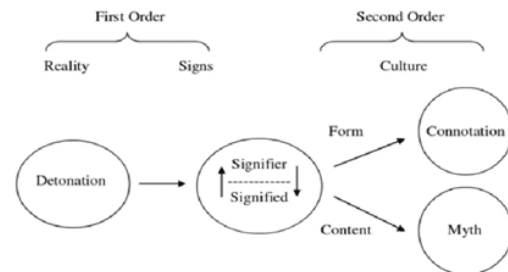 First Order
Second Order
Reality
Signs
Culture
Form
Connotation
Signifier
Detonation
Signified
Content
Myth